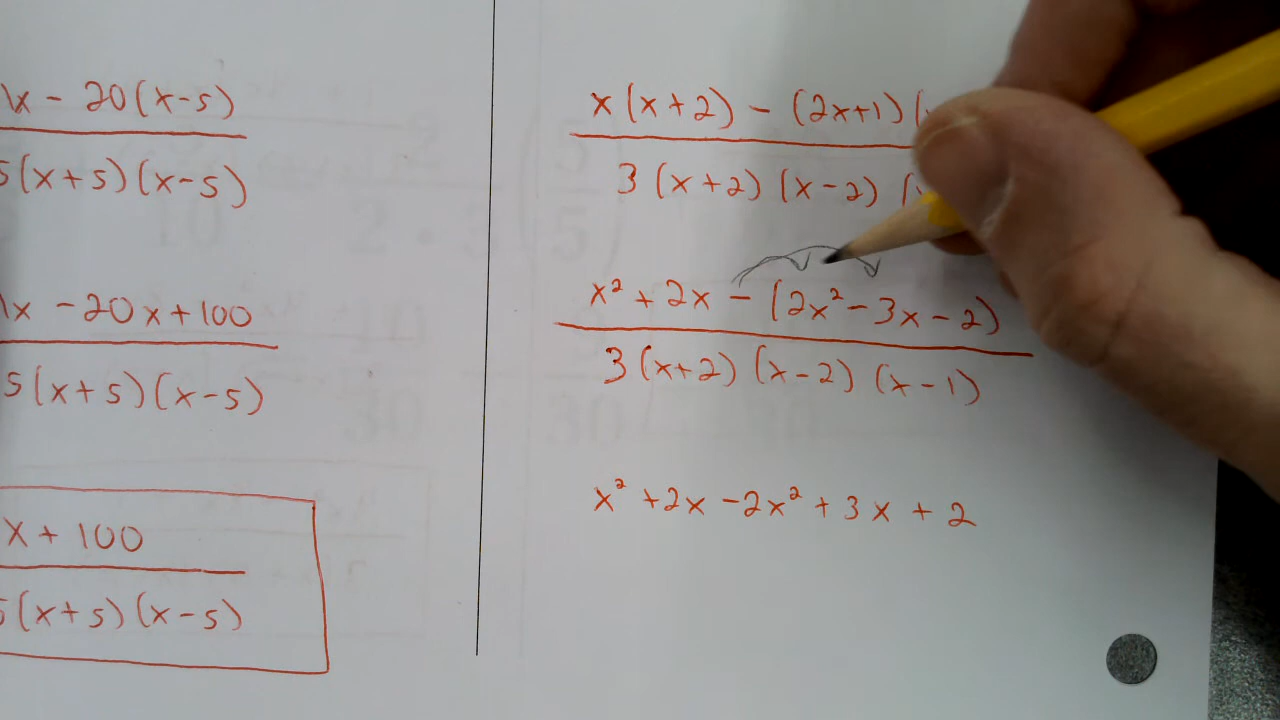 x - 20(x-5)
5(x+5)(x-5)
x - 20x + 100
5(x+5)(x-5)
x + 100
5(x+5)(x-5)
x(x+2) - (2x+1)(
3(x+2)(x-2)(
x² + 2x - (2x² - 3x - 2)
3(x+2)(x-2)(x-1)
x² + 2x - 2x² + 3x + 2